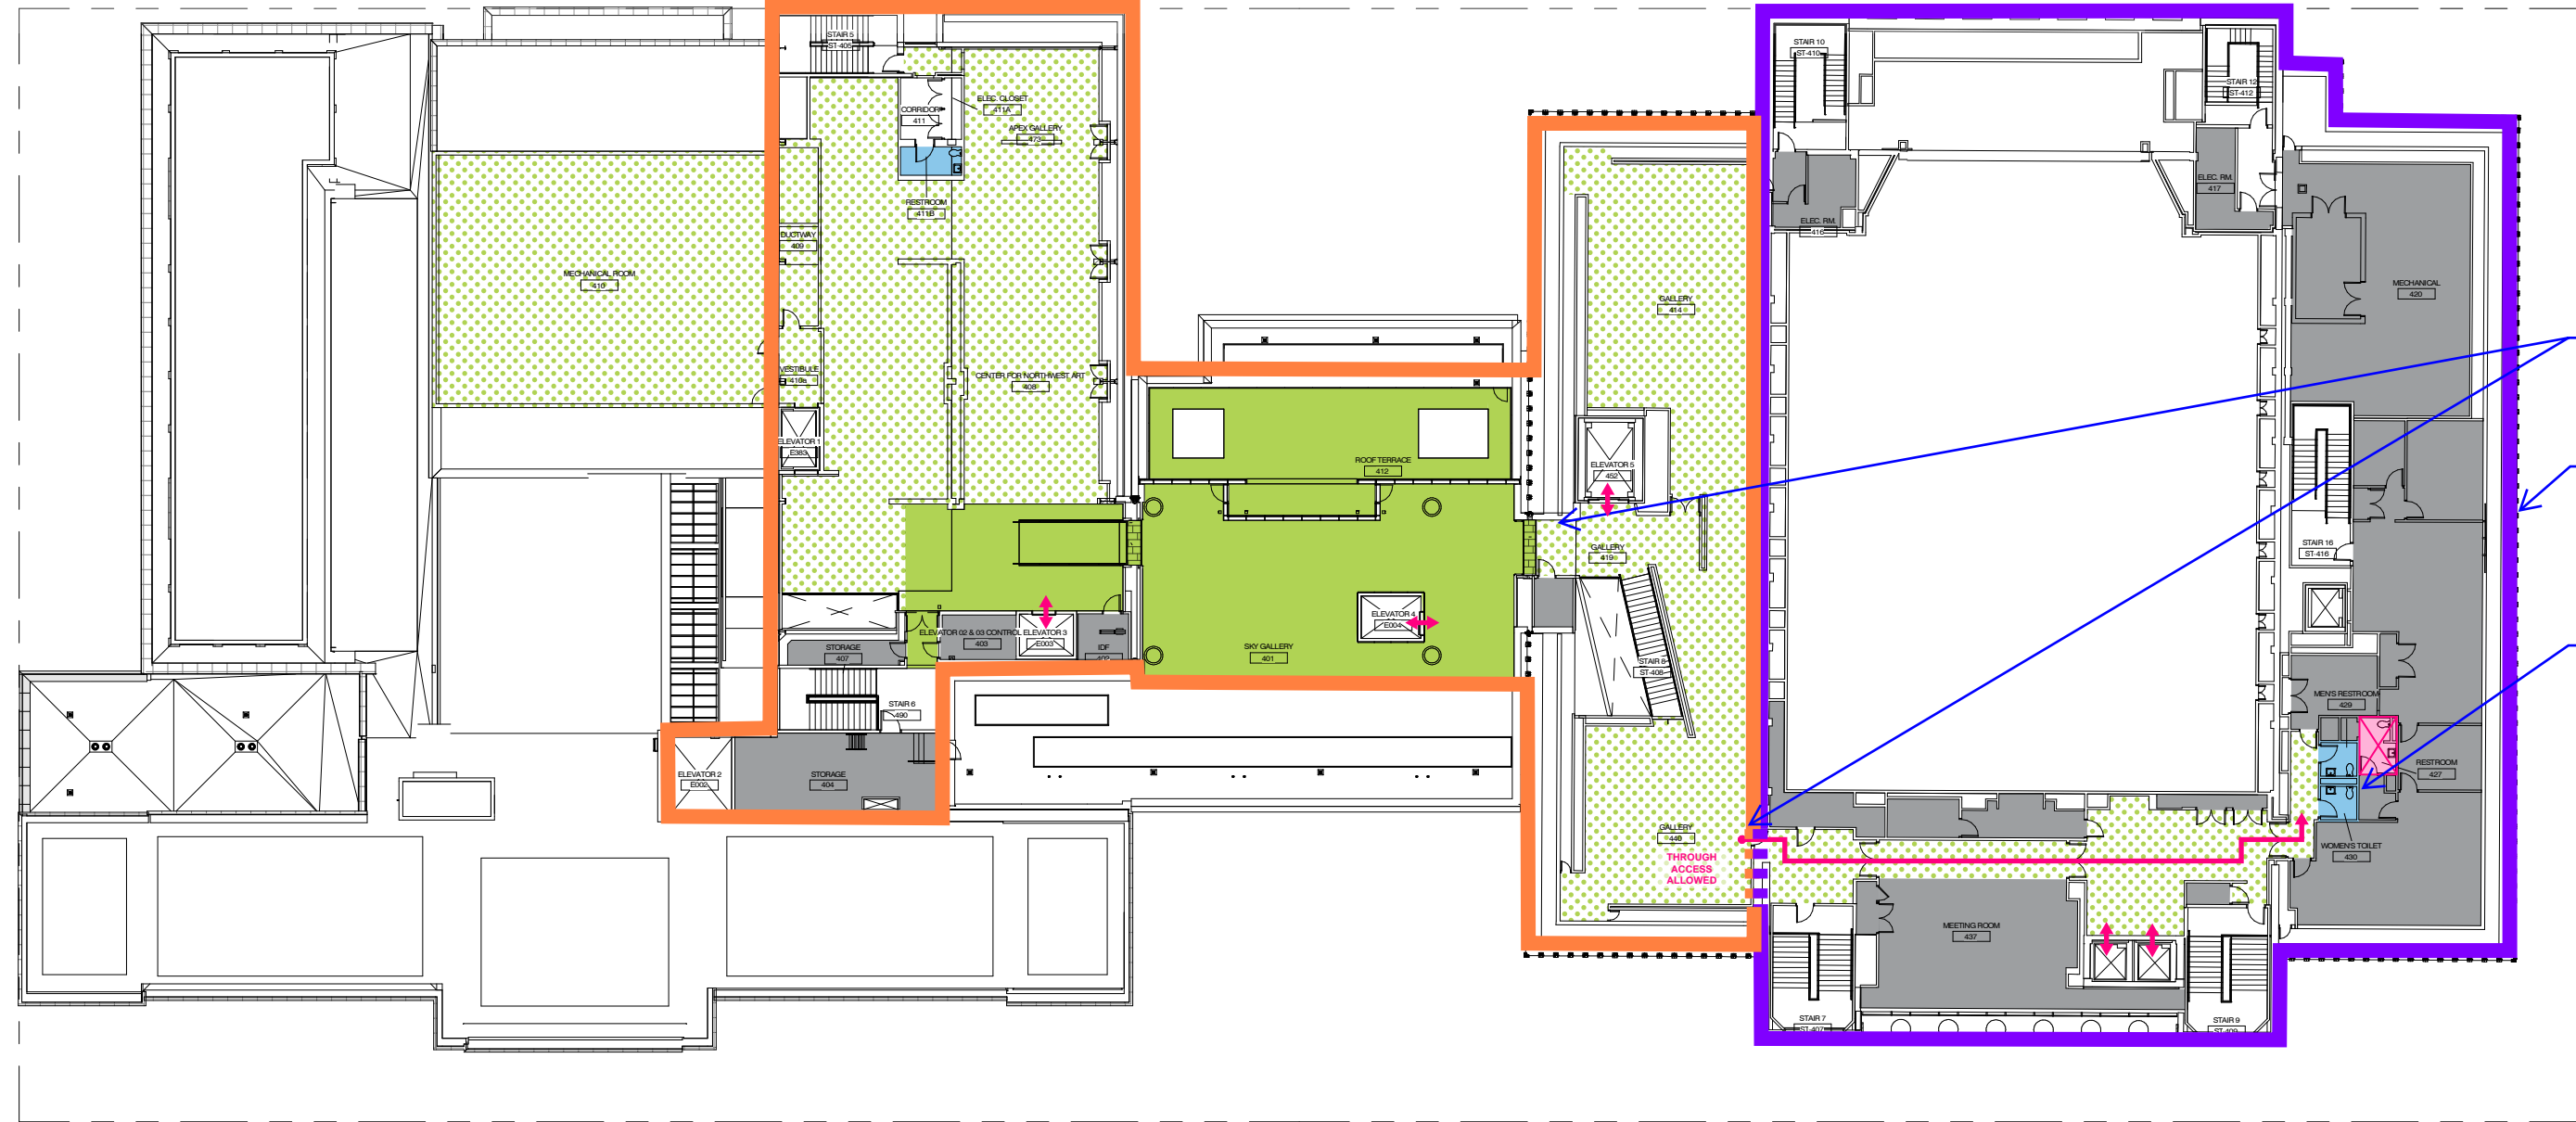 STAIR 5
ST-405
CORRIDOR
411
ELEC. CLOSET
411A
APEX GALLERY
473
RESTROOM
411B
DUCTWAY
409
MECHANICAL ROOM
410
VESTIBULE
410a
CENTER FOR NORTHWEST ART
408
ELEVATOR 1
E383
ROOF TERRACE
412
ELEVATOR 02 & 03 CONTROL
403
ELEVATOR 3
E003
IDF
STORAGE
407
STAIR 6
490
ELEVATOR 2
E002
STORAGE
404
SKY GALLERY
401
ELEVATOR 4
E004
GALLERY
414
ELEVATOR 5
452
GALLERY
419
STAIR 8
ST-408
GALLERY
440
THROUGH
ACCESS
ALLOWED
STAIR 10
ST-410
STAIR 12
ST-412
ELEC. RM.
417
ELEC. RM.
416
MECHANICAL
420
STAIR 16
ST-416
MEN'S RESTROOM
429
RESTROOM
427
WOMEN'S TOILET
430
MEETING ROOM
437
STAIR 7
ST-407
STAIR 9
ST-409